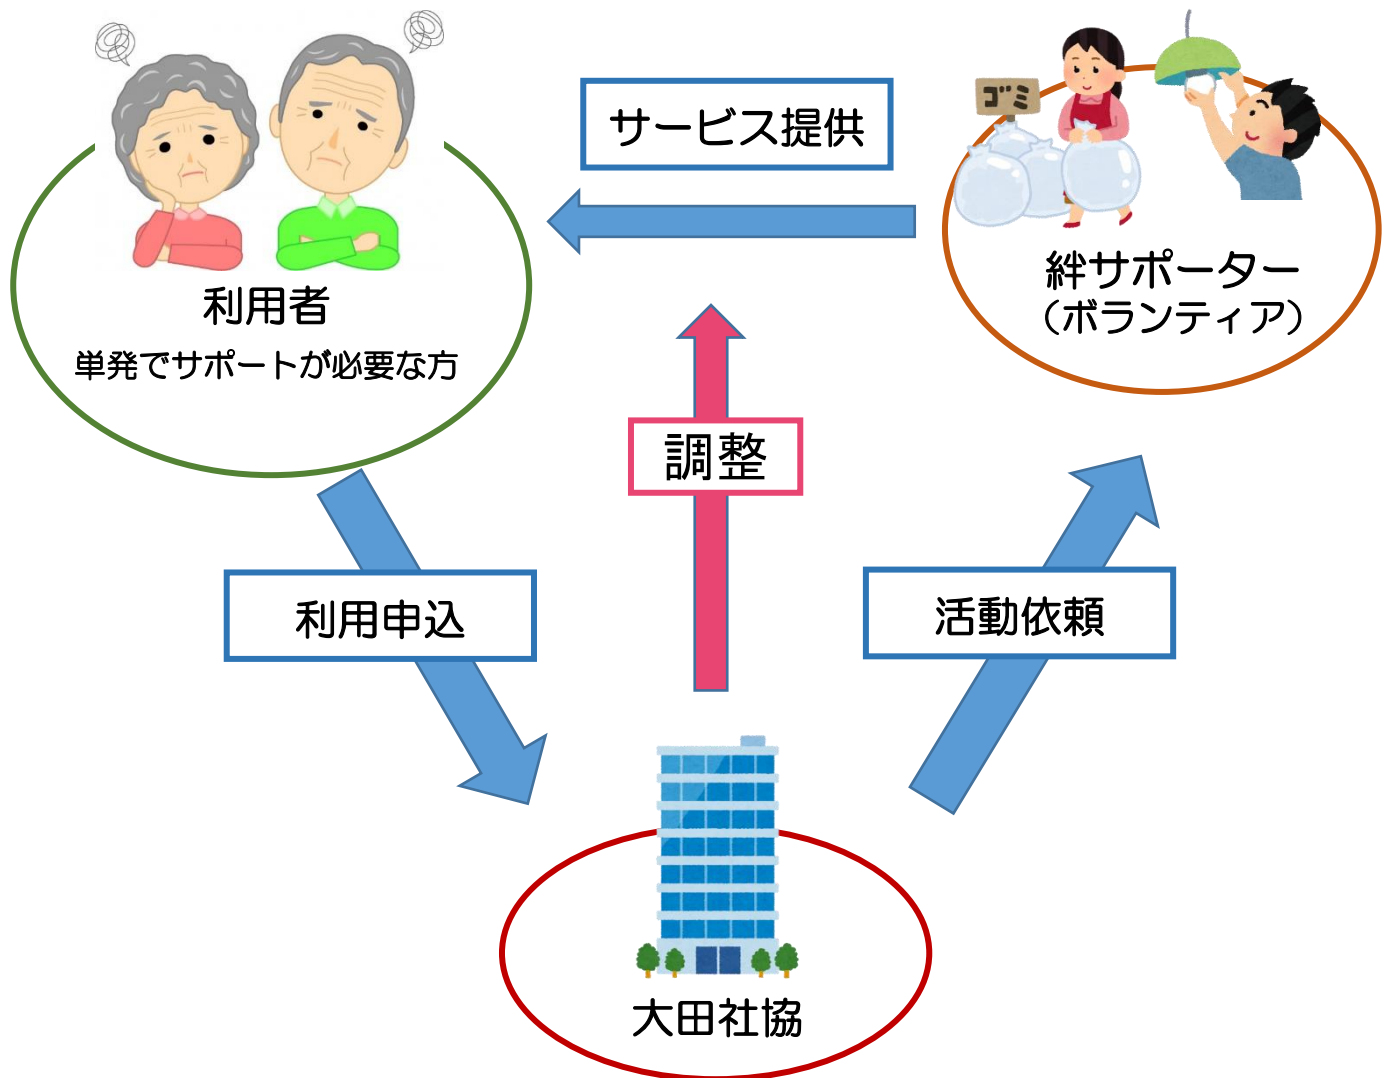 ゴミ
サービス提供
絆サポーター
（ボランティア）
利用者
単発でサポートが必要な方
調整
利用申込
活動依頼
大田社協